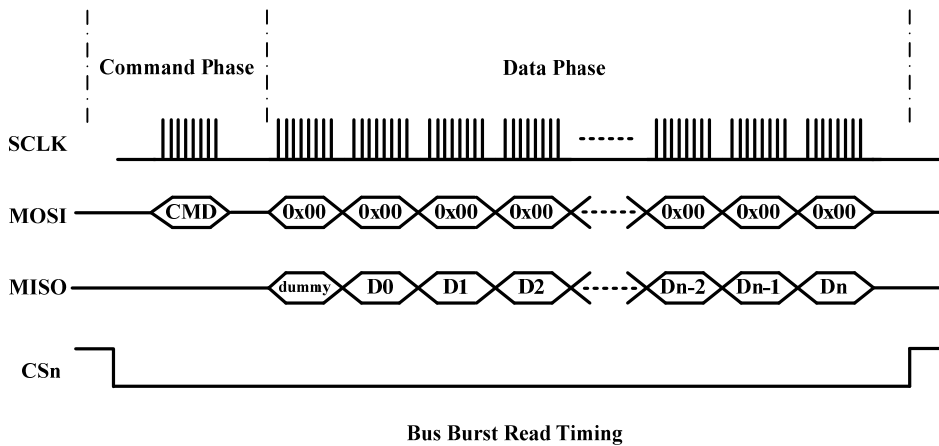 Command Phase Data Phase
SCLK
MOSI CMD 0x00 0x00 0x00 0x00 0x00 0x00 0x00
MISO dummy D0 D1 D2 Dn-2 Dn-1 Dn
CSn
Bus Burst Read Timing